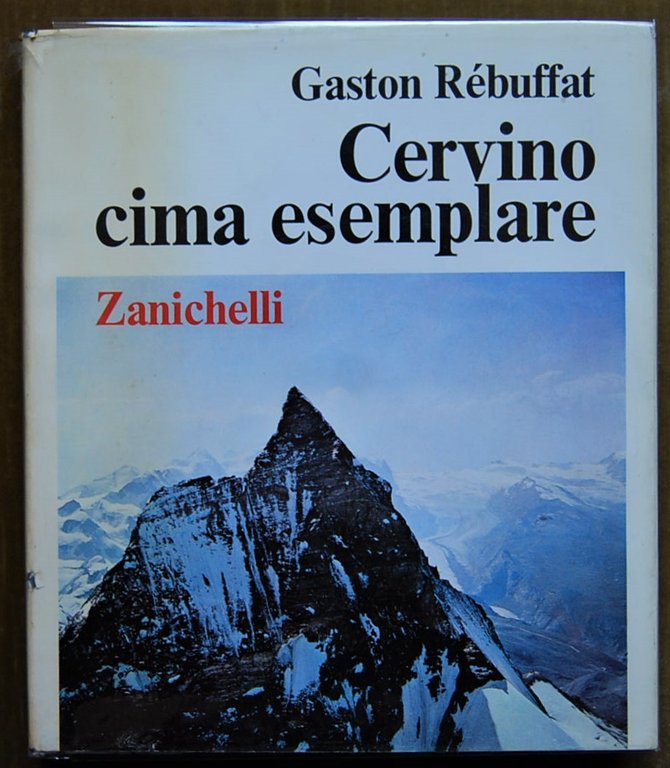 Gaston Rébuffat
Cervino
cima esemplare
Zanichelli